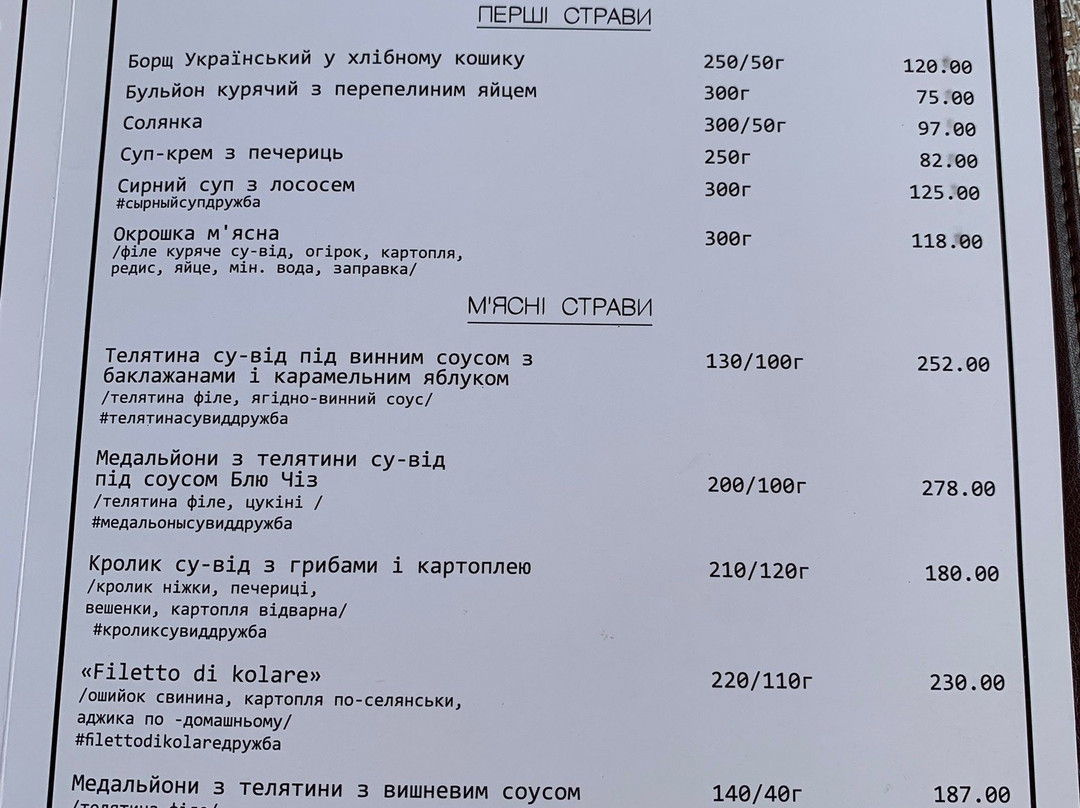 ПЕРШІ СТРАВИ
Борщ Український у хлібному кошику 250/50г 120.00
Бульйон курячий з перепелиним яйцем 300г 75.00
Солянка 300/50г 97.00
Суп-крем з печериць 250г 82.00
Сирний суп з лососем 300г 125.00
#сырныйсупдружба
Окрошка м'ясна 300г 118.00
/філе куряче су-від, огірок, картопля,
редис, яйце, мін. вода, заправка/
М'ЯСНІ СТРАВИ
Телятина су-від під винним соусом з 130/100г 252.00
баклажанами і карамельним яблуком
/телятина філе, ягідно-винний соус/
#телятинасувиддружба
Медальйони з телятини су-від
під соусом Блю Чіз 200/100г 278.00
/телятина філе, цукіні /
#медальонысувиддружба
Кролик су-від з грибами і картоплею 210/120г 180.00
/кролик ніжки, печериці,
вешенки, картопля відварна/
#кроликсувиддружба
«Filetto di kolare» 220/110г 230.00
/ошийок свинина, картопля по-селянськи,
аджика по -домашньому/
#filettodikolareдружба
Медальйони з телятини з вишневим соусом 140/40г 187.00
/телятина філе/